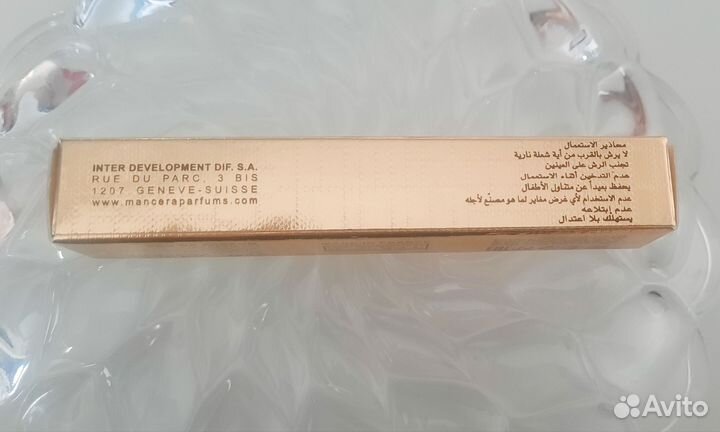 INTER DEVELOPMENT DIF. S.A.
RUE DU PARC, 3 BIS
1207 GENEVE-SUISSE
www.manceraparfums.com
محاذير الاستعمال
لا يرش بالقرب من أية شعلة نارية
تجنب الرش على العينين
عدم التدخين أثناء الاستعمال
يحفظ بعيداً عن متناول الأطفال
عدم الاستخدام لأي غرض مغاير لما هو مصنّع لأجله
عدم إبتلاعه
يستهلك بلا اعتدال
Avito